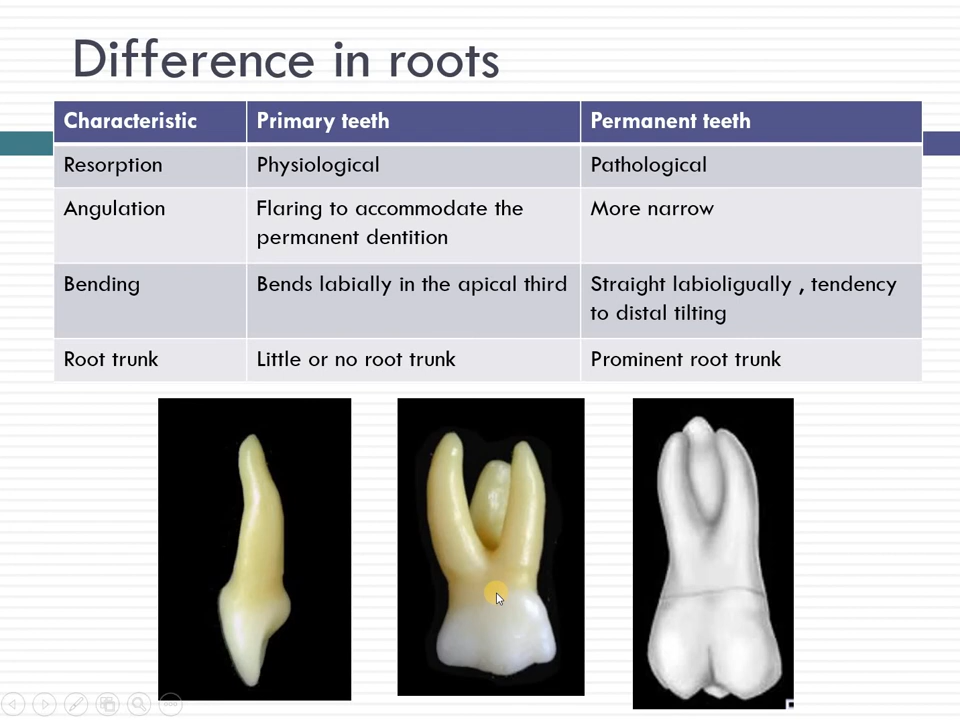 Difference in roots
Characteristic Primary teeth Permanent teeth
Resorption Physiological Pathological
Angulation Flaring to accommodate the More narrow
permanent dentition
Bending Bends labially in the apical third Straight labioligually , tendency
to distal tilting
Root trunk Little or no root trunk Prominent root trunk